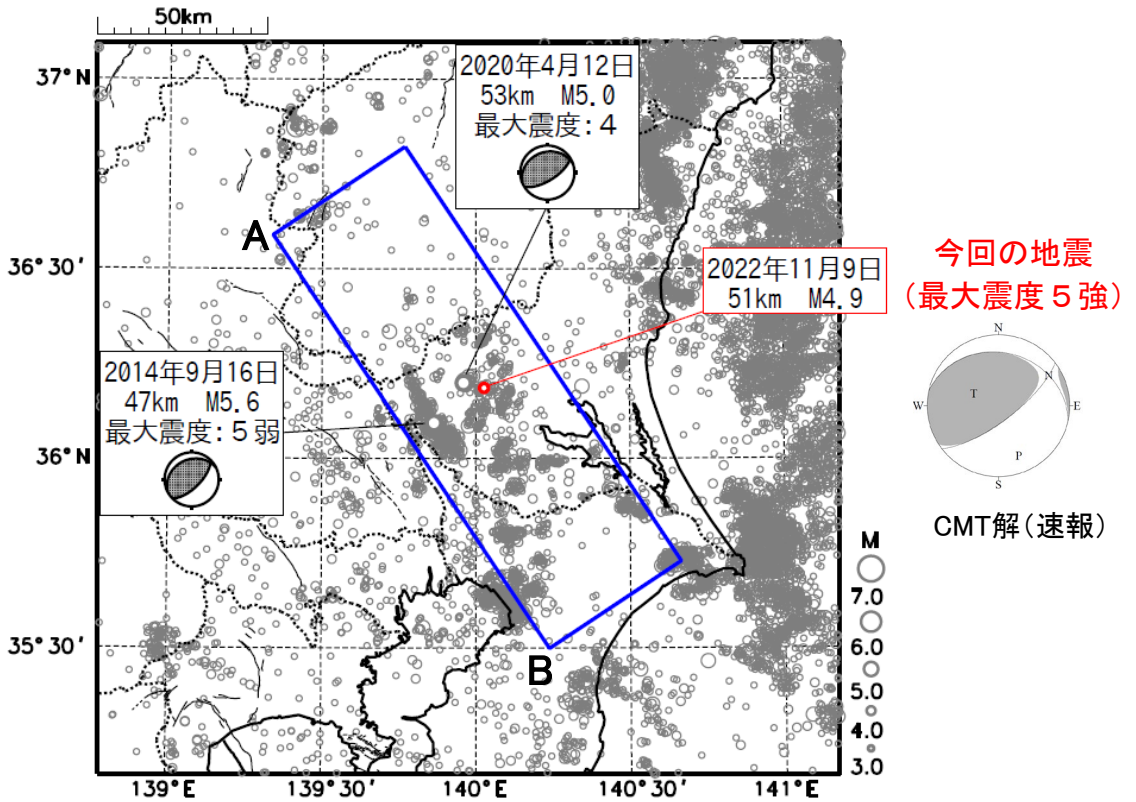 50km
37°N
36°30′
36°N
35°30′
139°E
139°30′
140°E
140°30′
141°E
2020年4月12日
53km M5.0
最大震度:4
2022年11月9日
51km M4.9
2014年9月16日
47km M5.6
最大震度:5弱
A
B
今回の地震
(最大震度5強)
N
N
T
W
E
P
S
CMT解(速報)
M
7.0
6.0
5.0
4.0
3.0